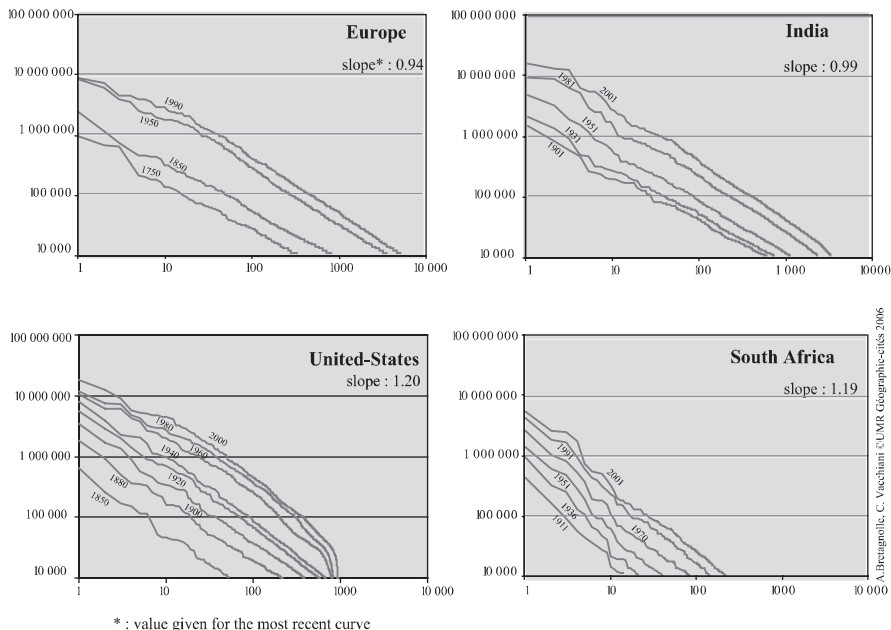 100 000 000
Europe
slope* : 0.94
10 000 000
1990
1950
1 000 000
1850
1750
100 000
10 000
1
10
100
1000
10 000
100 000 000
India
slope : 0.99
10 000 000
1981
2001
1951
1 000 000
1931
1901
100 000
10 000
1
10
100
1 000
10000
100 000 000
United-States
slope : 1.20
10 000 000
1980
2000
1960
1940
1 000 000
1920
1880
1900
1850
100 000
10 000
1
10
100
1000
10 000
100 000 000
South Africa
slope : 1.19
10 000 000
1 000 000
1991
2001
1951
1936
1970
1911
100 000
10 000
1
10
100
1000
10 000
A.Bretagnolle, C. Vacchiani ©UMR Géographie-cités 2006
* : value given for the most recent curve